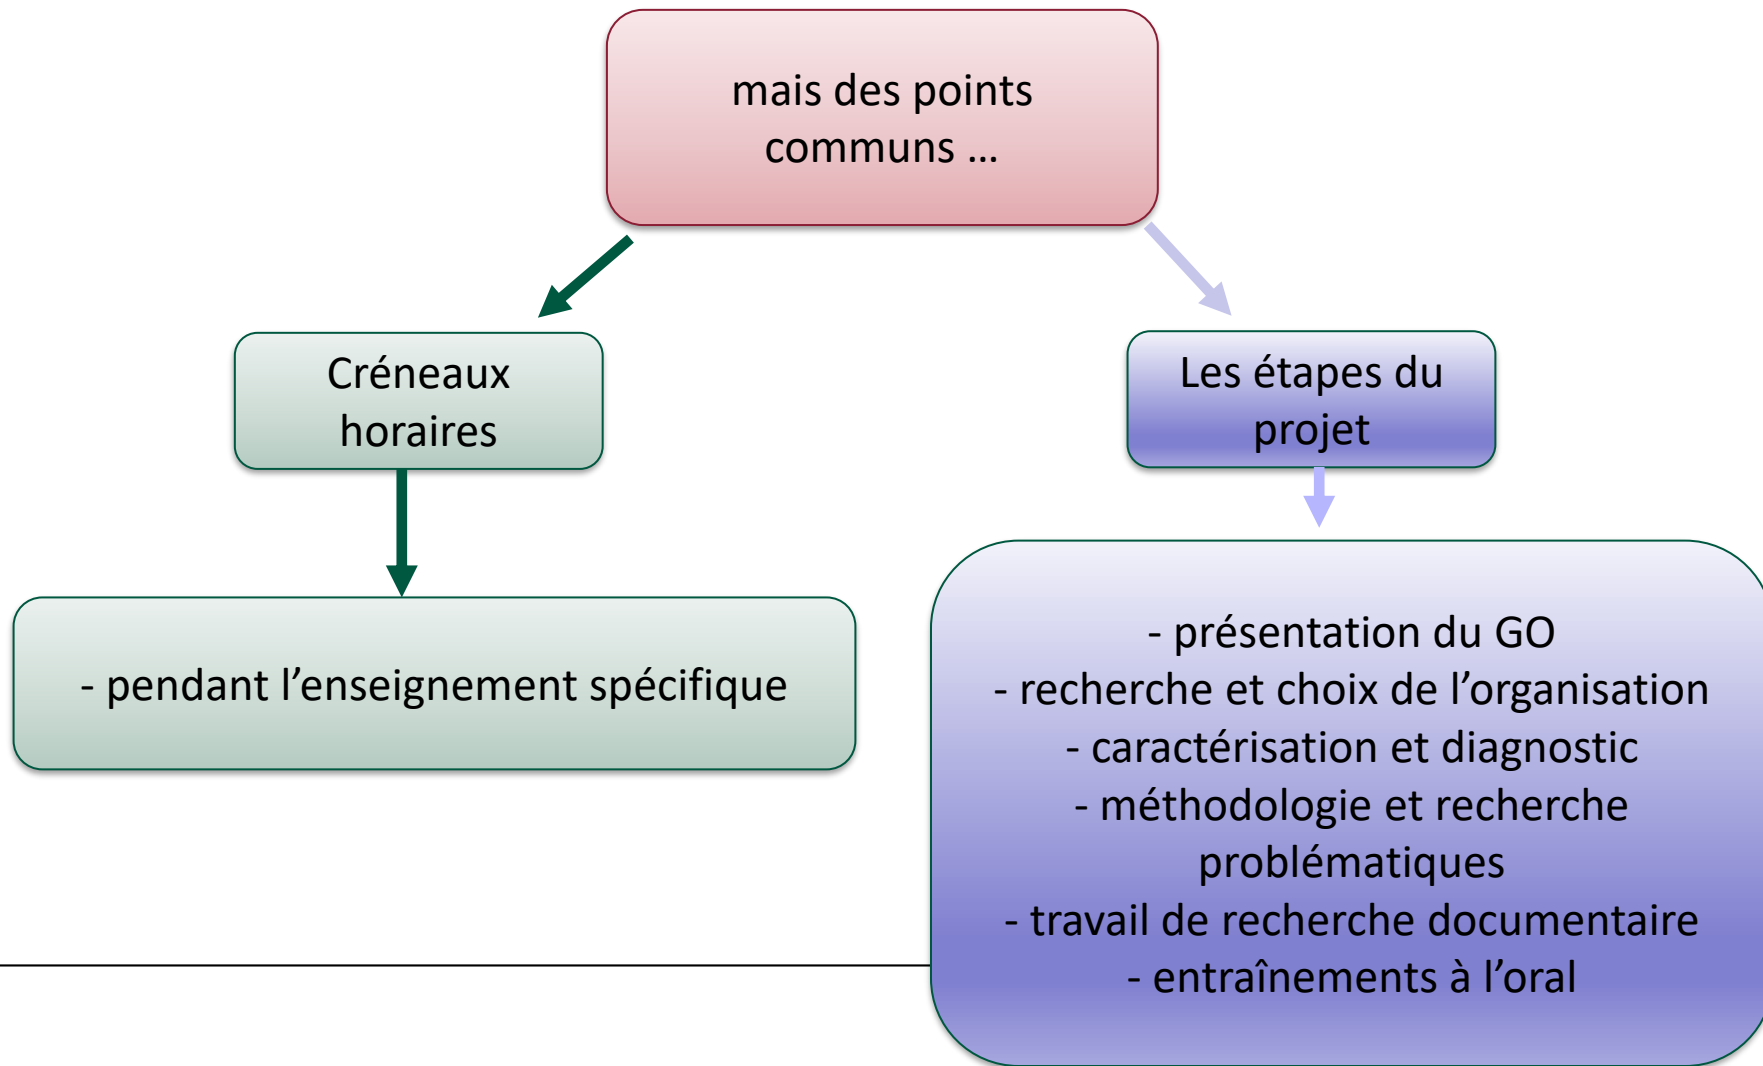 mais des points
communs ...
Créneaux
horaires
Les étapes du
projet
- pendant l’enseignement spécifique
- présentation du GO
- recherche et choix de l’organisation
- caractérisation et diagnostic
- méthodologie et recherche
problématiques
- travail de recherche documentaire
- entraînements à l’oral